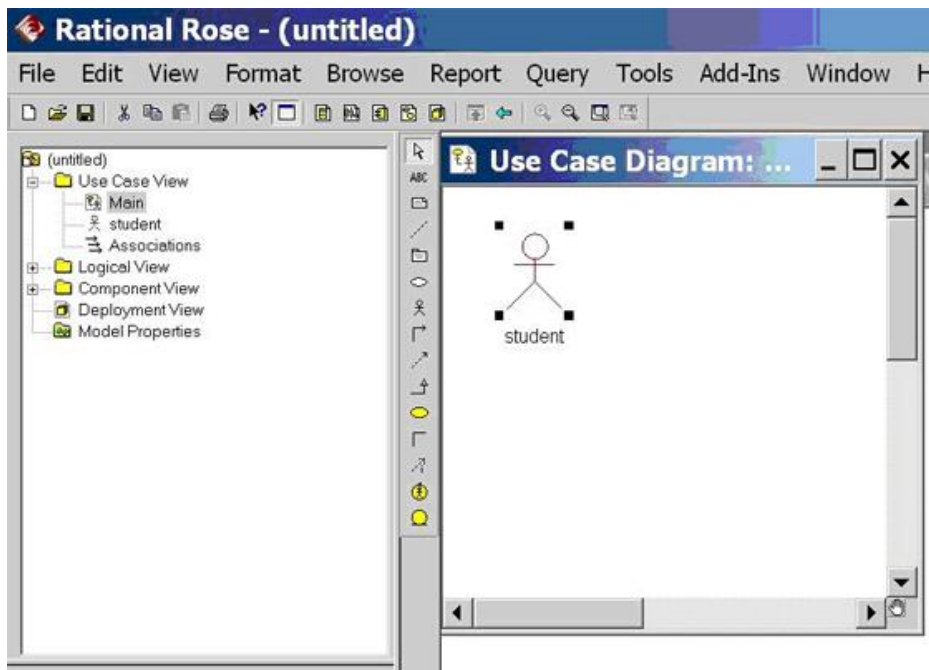 Rational Rose - (untitled)
File Edit View Format Browse Report Query Tools Add-Ins Window H
(untitled)
Use Case View
Main
student
Associations
Logical View
Component View
Deployment View
Model Properties
ABC
Use Case Diagram: ...
student